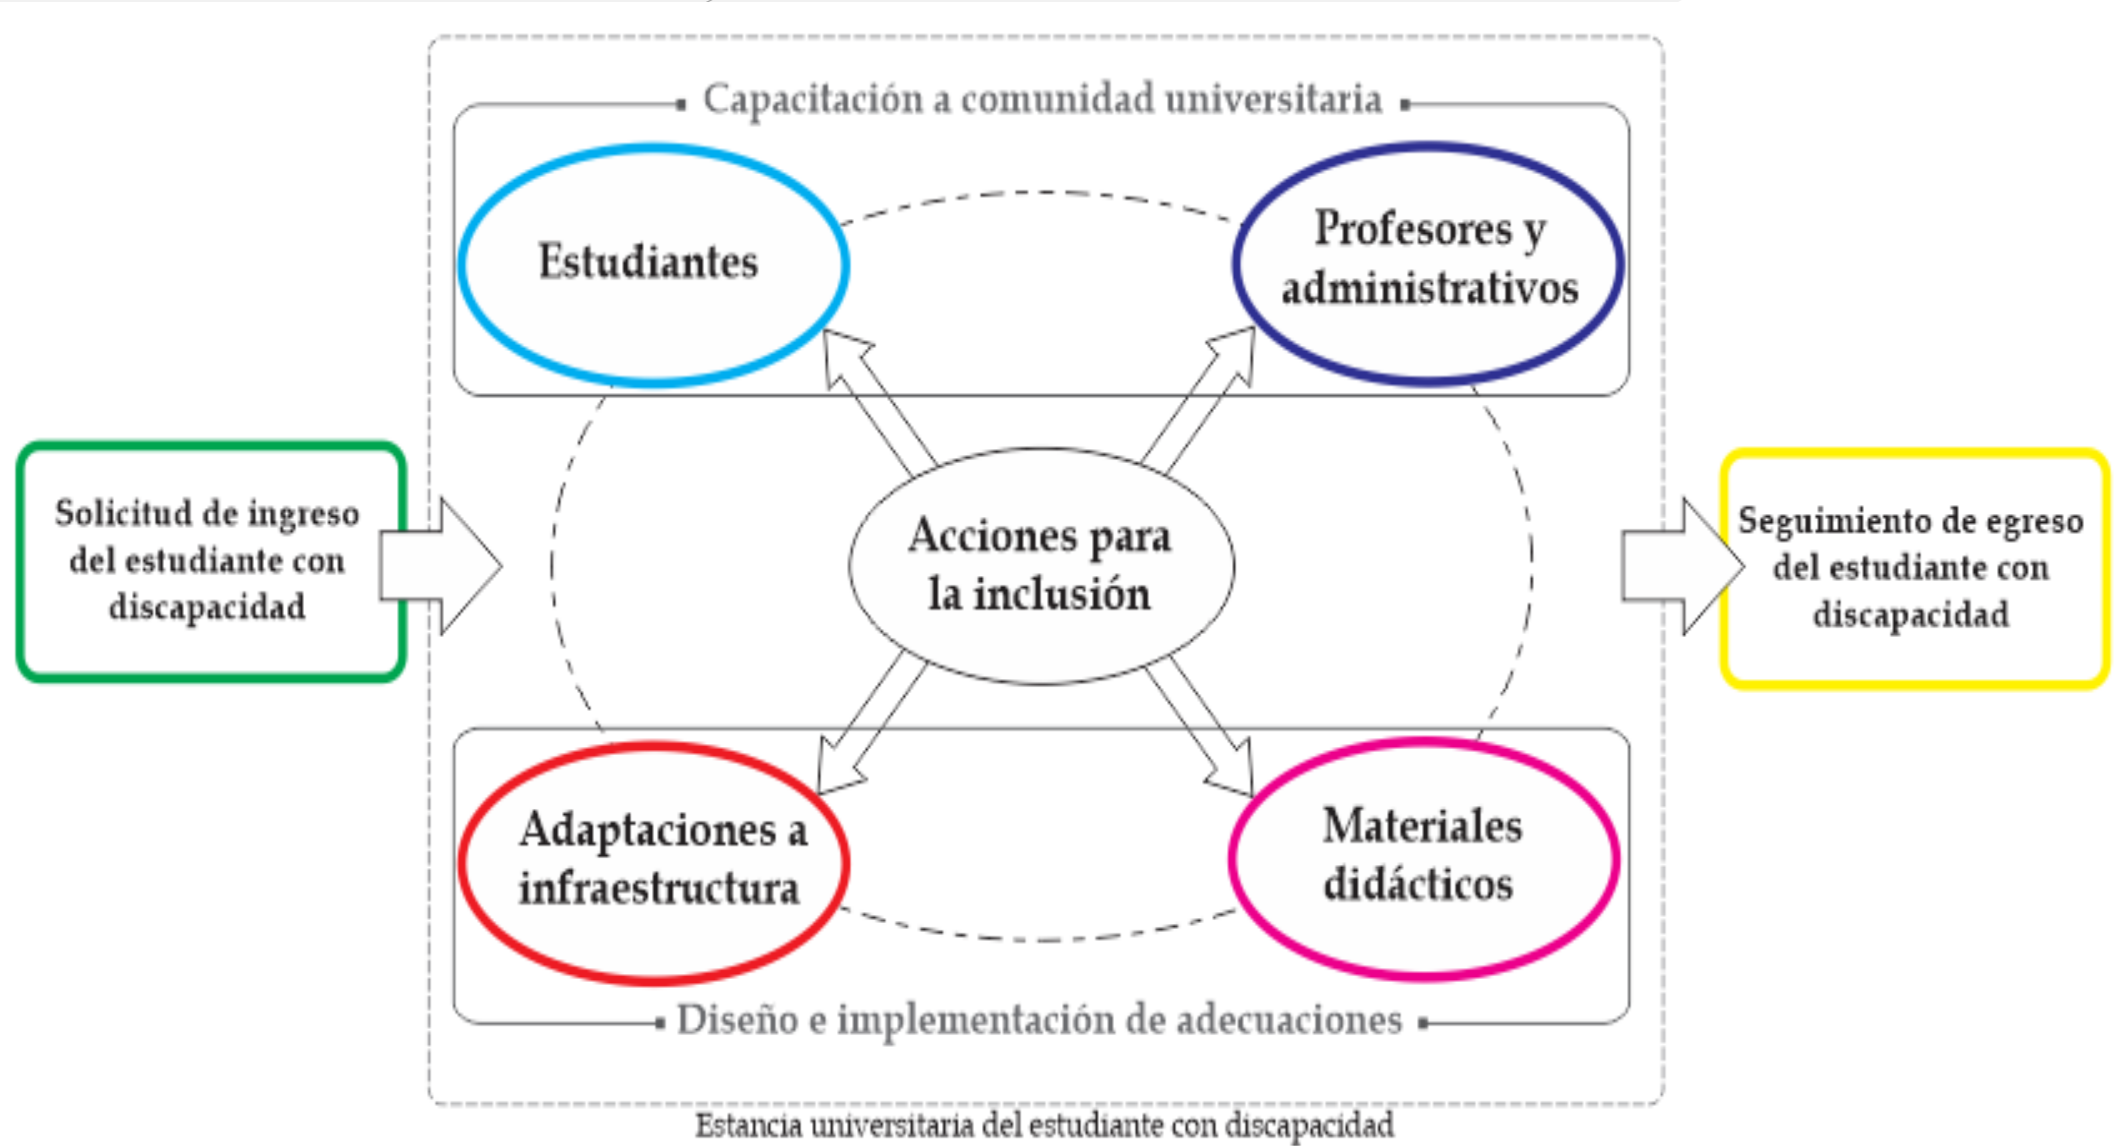 Capacitación a comunidad universitaria
Estudiantes
Profesores y
administrativos
Solicitud de ingreso
del estudiante con
discapacidad
Acciones para
la inclusión
Seguimiento de egreso
del estudiante con
discapacidad
Adaptaciones a
infraestructura
Materiales
didácticos
Diseño e implementación de adecuaciones
Estancia universitaria del estudiante con discapacidad